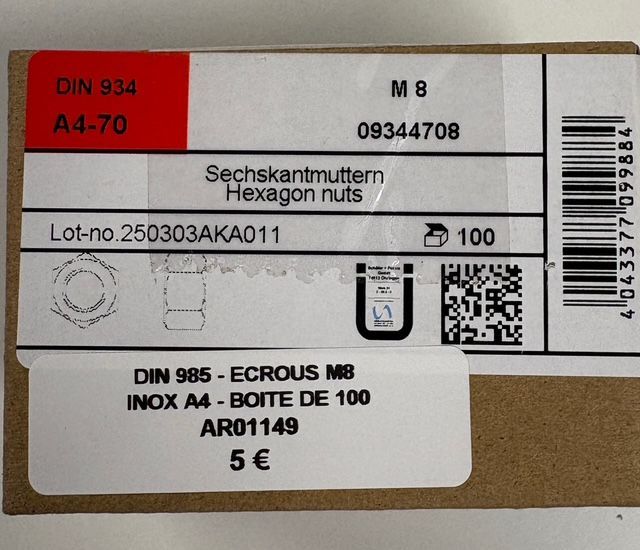 DIN 934
A4-70
M 8
09344708
Sechskantmuttern
Hexagon nuts
Lot-no.250303AKA011
100
4 043377 099884
DIN 985 - ECROUS M8
INOX A4 - BOITE DE 100
AR01149
5 €